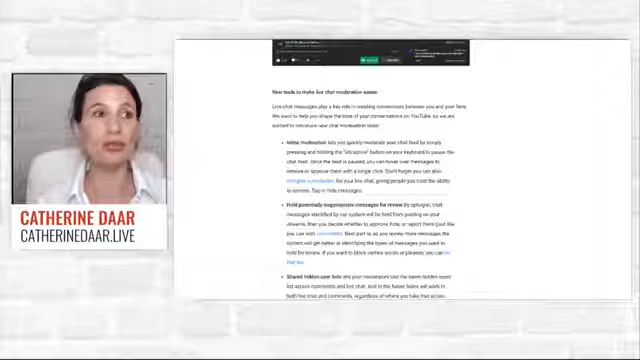 New tools to make live chat moderation easier
Live chat messages play a key role in creating connections between you and your fans.
We want to help you shape the tone of your conversations on YouTube, so we are
excited to introduce new chat moderation tools:
moderation lets you quickly moderate your chat feed by simply
pressing and holding the "alt/option" button on your keyboard to pause the
chat feed. Once the feed is paused, you can hover over messages to
remove or approve them with a single click. Don't forget you can also
for your live chat, giving people you trust the ability
to remove, flag or hide messages.
Hold potentially inappropriate messages for review By opting in, chat
messages identified by our system will be held from posting on your
streams. Then you decide whether to approve, hide or report them (just like
you can with comments). Best part is, as you review more messages the
system will get better at identifying the types of messages you want to
hold for review. If you want to block certain words or phrases, you can
Shared hidden user lists lets your moderators use the same hidden users
list across comments and live chat. And in the future hides will work in
both live chat and comments, regardless of where you take that action.
CATHERINE DAAR
CATHERINEDAAR.LIVE